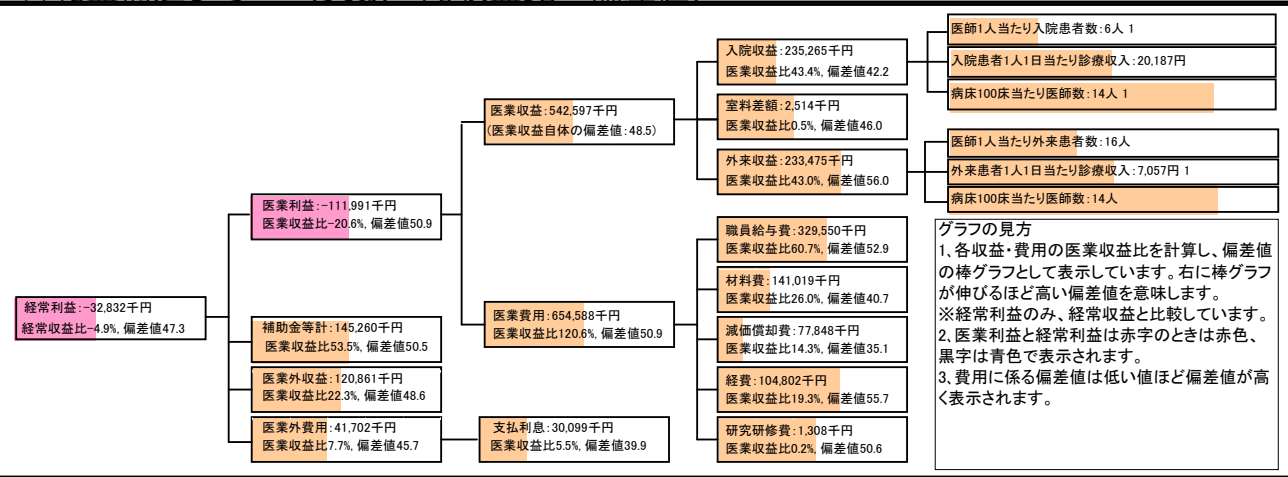 経常利益:-32,832千円
経常収益比-4.9%, 偏差値47.3
医業利益:-111,991千円
医業収益比-20.6%, 偏差値50.9
補助金等計:145,260千円
医業収益比53.5%, 偏差値50.5
医業外収益:120,861千円
医業収益比22.3%, 偏差値48.6
医業外費用:41,702千円
医業収益比7.7%, 偏差値45.7
医業収益:542,597千円
(医業収益自体の偏差値:48.5)
医業費用:654,588千円
医業収益比120.6%, 偏差値50.9
支払利息:30,099千円
医業収益比5.5%, 偏差値39.9
入院収益:235,265千円
医業収益比43.4%, 偏差値42.2
室料差額:2,514千円
医業収益比0.5%, 偏差値46.0
外来収益:233,475千円
医業収益比43.0%, 偏差値56.0
職員給与費:329,550千円
医業収益比60.7%, 偏差値52.9
材料費:141,019千円
医業収益比26.0%, 偏差値40.7
減価償却費:77,848千円
医業収益比14.3%, 偏差値35.1
経費:104,802千円
医業収益比19.3%, 偏差値55.7
研究研修費:1,308千円
医業収益比0.2%, 偏差値50.6
医師1人当たり入院患者数:6人 1
入院患者1人1日当たり診療収入:20,187円
病床100床当たり医師数:14人 1
医師1人当たり外来患者数:16人
外来患者1人1日当たり診療収入:7,057円 1
病床100床当たり医師数:14人
グラフの見方
1、各収益・費用の医業収益比を計算し、偏差値
の棒グラフとして表示しています。右に棒グラフ
が伸びるほど高い偏差値を意味します。
※経常利益のみ、経常収益と比較しています。
2、医業利益と経常利益は赤字のときは赤色、
黒字は青色で表示されます。
3、費用に係る偏差値は低い値ほど偏差値が高
く表示されます。